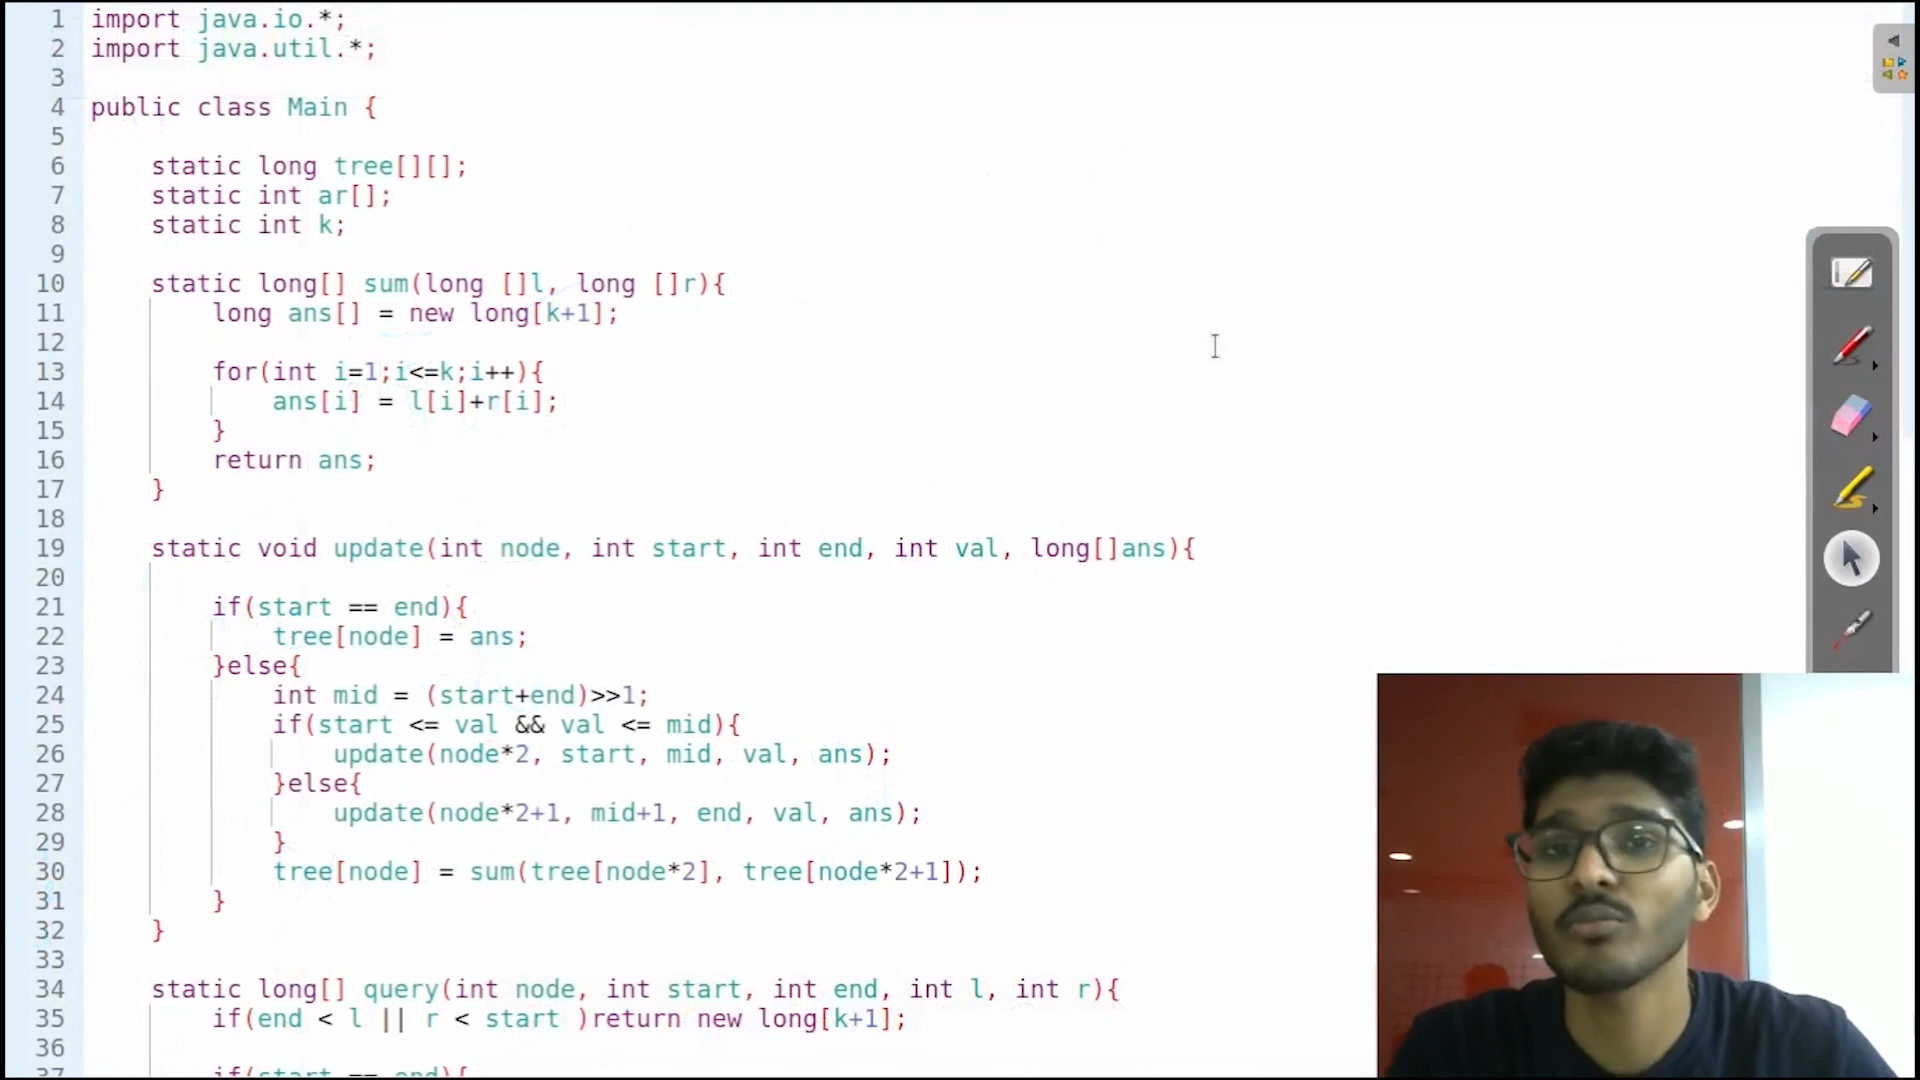 1 import java.io.*;
2 import java.util.*;
3
4 public class Main {
5
6 static long tree[][];
7 static int ar[];
8 static int k;
9
10 static long[] sum(long []l, long []r){
11 long ans[] = new long[k+1];
12
13 for(int i=1;i<=k;i++){
14 ans[i] = l[i]+r[i];
15 }
16 return ans;
17 }
18
19 static void update(int node, int start, int end, int val, long[]ans){
20
21 if(start == end){
22 tree[node] = ans;
23 }else{
24 int mid = (start+end)>>1;
25 if(start <= val && val <= mid){
26 update(node*2, start, mid, val, ans);
27 }else{
28 update(node*2+1, mid+1, end, val, ans);
29 }
30 tree[node] = sum(tree[node*2], tree[node*2+1]);
31 }
32 }
33
34 static long[] query(int node, int start, int end, int l, int r){
35 if(end < l || r < start )return new long[k+1];
36
37 if(start == end){